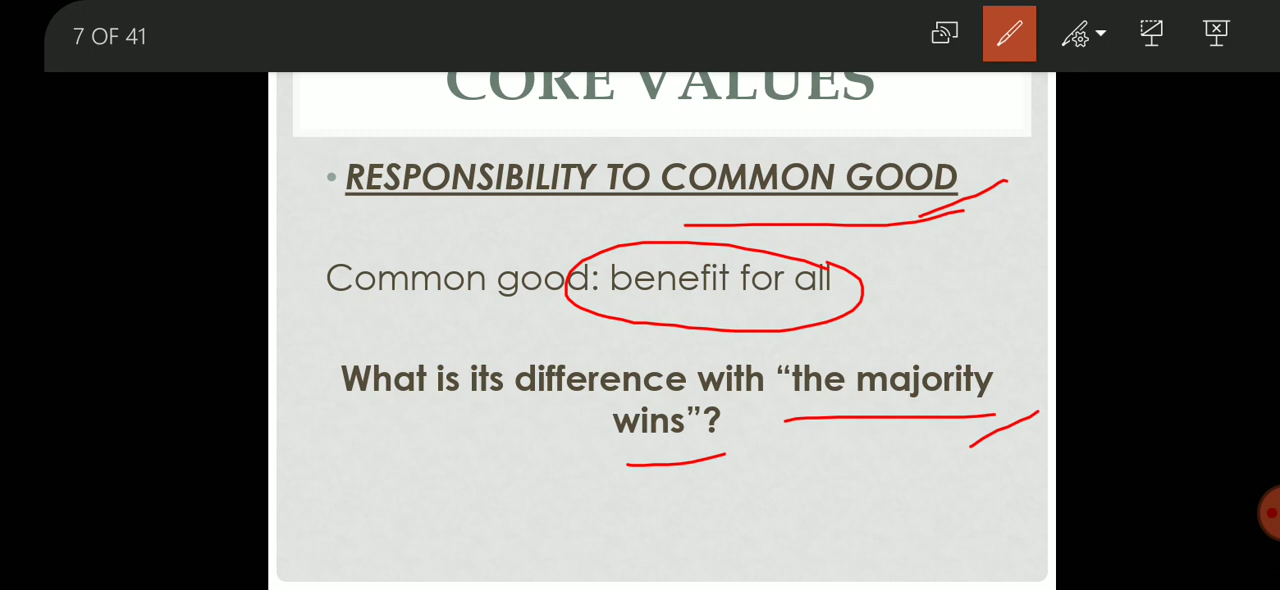 7 OF 41
CORE VALUES
• RESPONSIBILITY TO COMMON GOOD
Common good: benefit for all
What is its difference with “the majority
wins”?